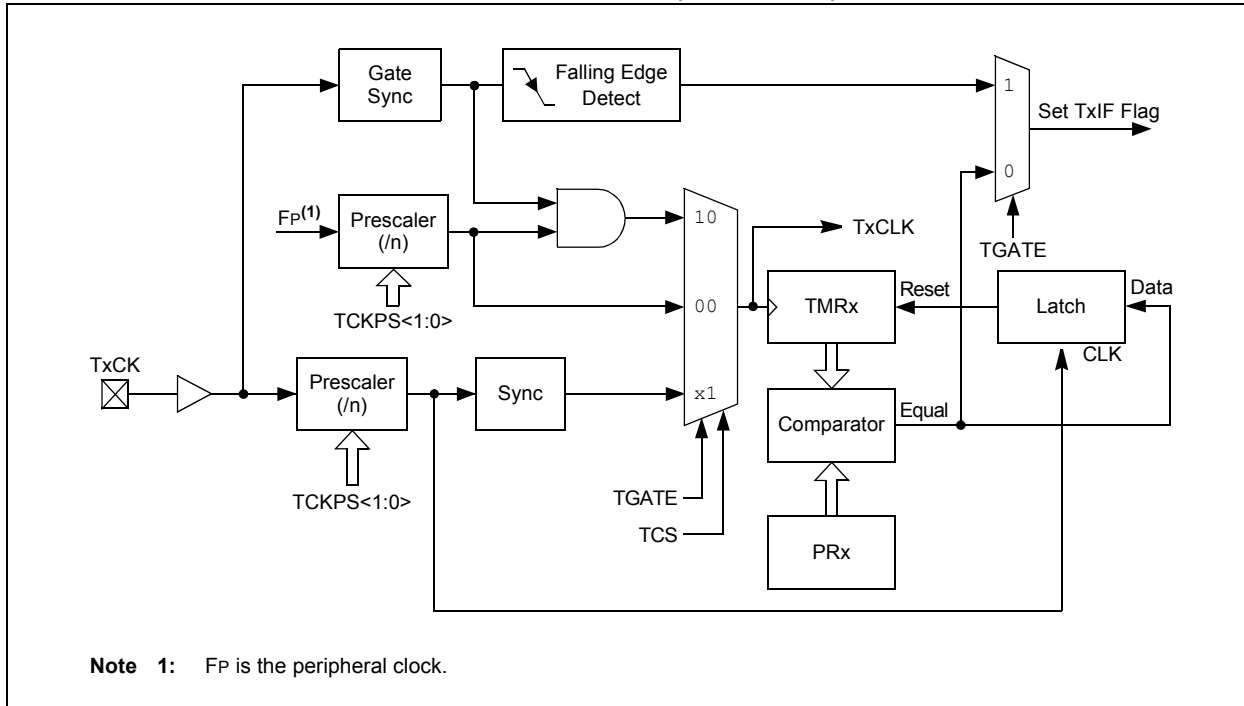 Gate
Sync
Falling Edge
Detect
1
Set TxIF Flag
0
FP(1)
Prescaler
(/n)
10
TxCLK
TGATE
TCKPS<1:0>
00
TMRx
Reset
Latch
Data
CLK
TxCK
Prescaler
(/n)
Sync
x1
Comparator
Equal
TCKPS<1:0>
TGATE
TCS
PRx
Note 1: FP is the peripheral clock.